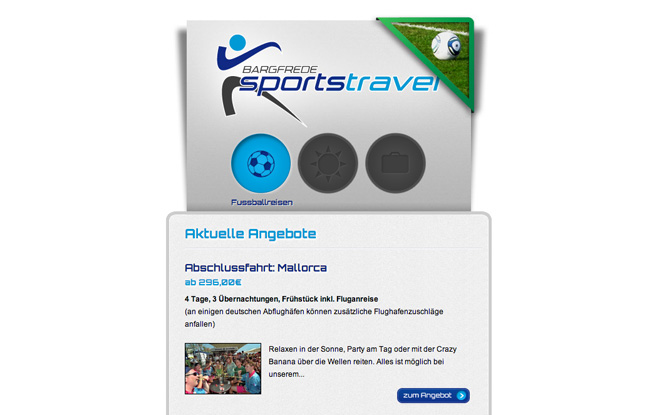 BARGFREDE
sportstravel
Fussballreisen
Aktuelle Angebote
Abschlussfahrt: Mallorca
ab 296,00€
4 Tage, 3 Übernachtungen, Frühstück inkl. Fluganreise
(an einigen deutschen Abflughäfen können zusätzliche Flughafenzuschläge
anfallen)
Relaxen in der Sonne, Party am Tag oder mit der Crazy
Banana über die Wellen reiten. Alles ist möglich bei
unserem...
zum Angebot